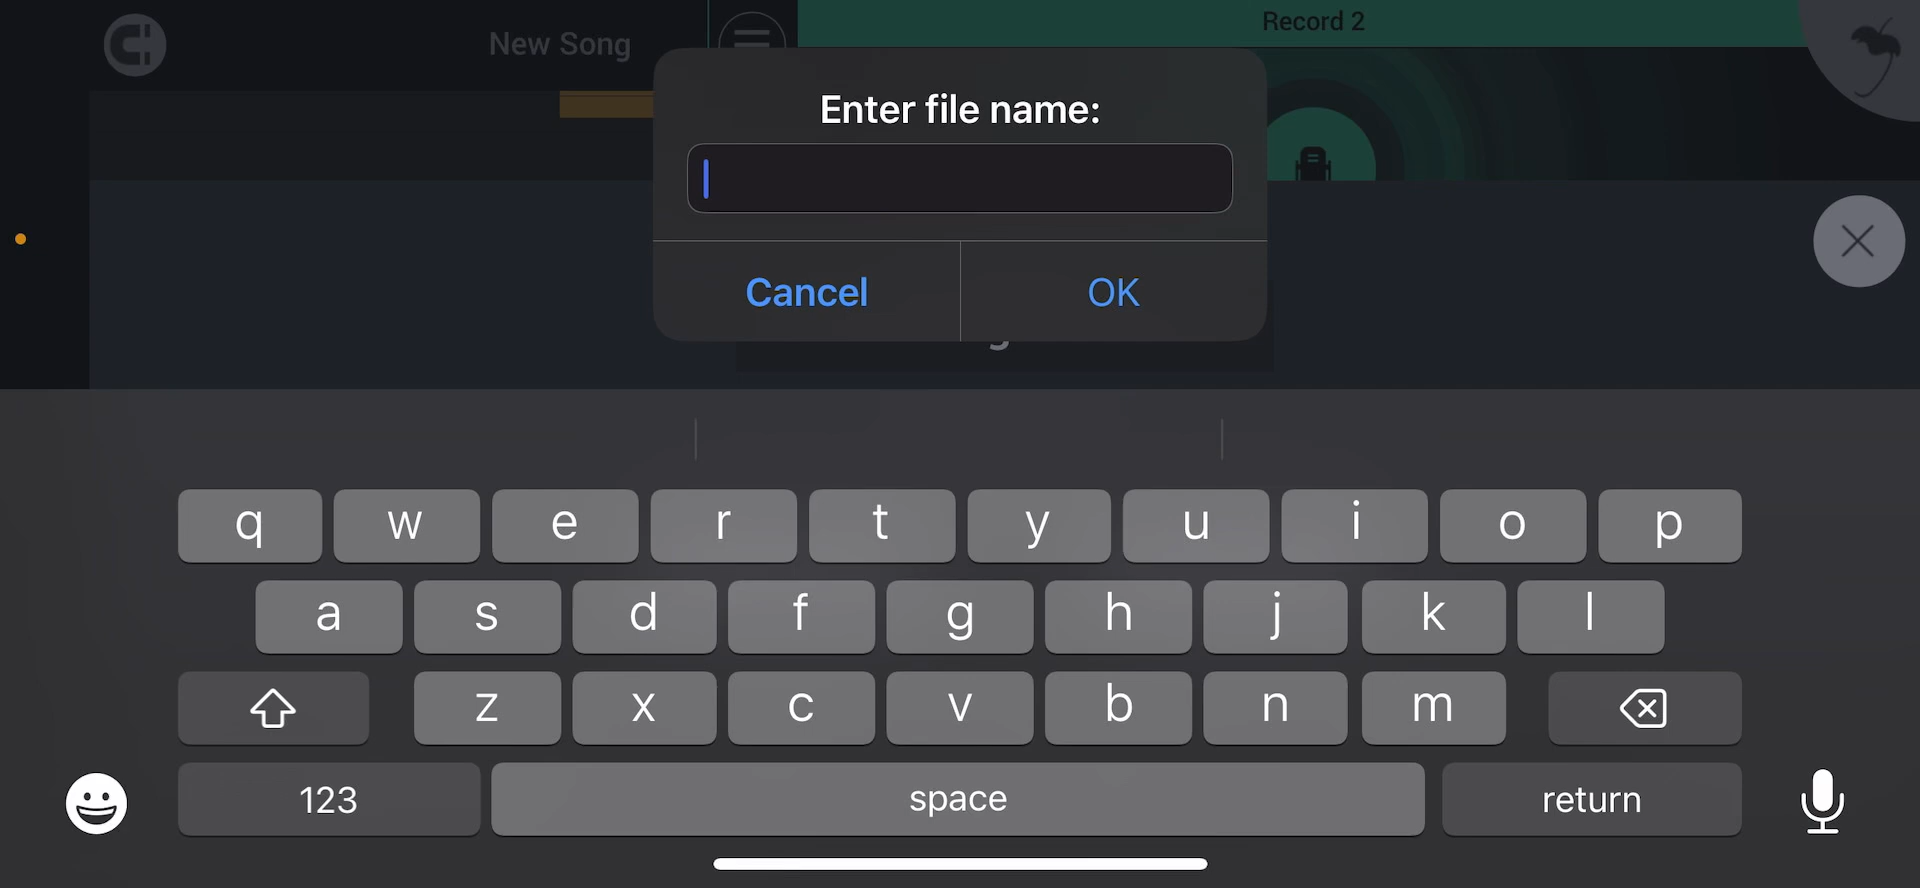 New Song
Record 2
Enter file name:
Cancel
OK
q w e r t y u i o p
a s d f g h j k l
z x c v b n m
123
space
return